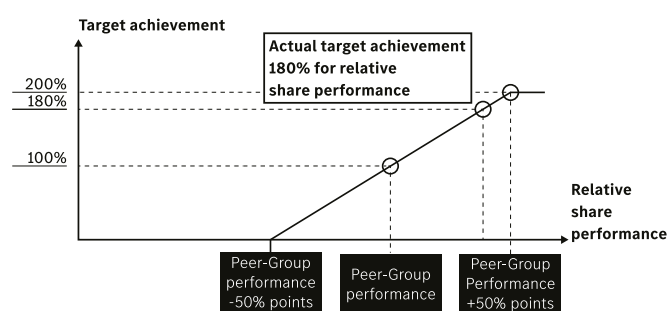 Target achievement
Actual target achievement
180% for relative
share performance
200%
180%
100%
Relative
share
performance
Peer-Group
performance
-50% points
Peer-Group
performance
Peer-Group
Performance
+50% points